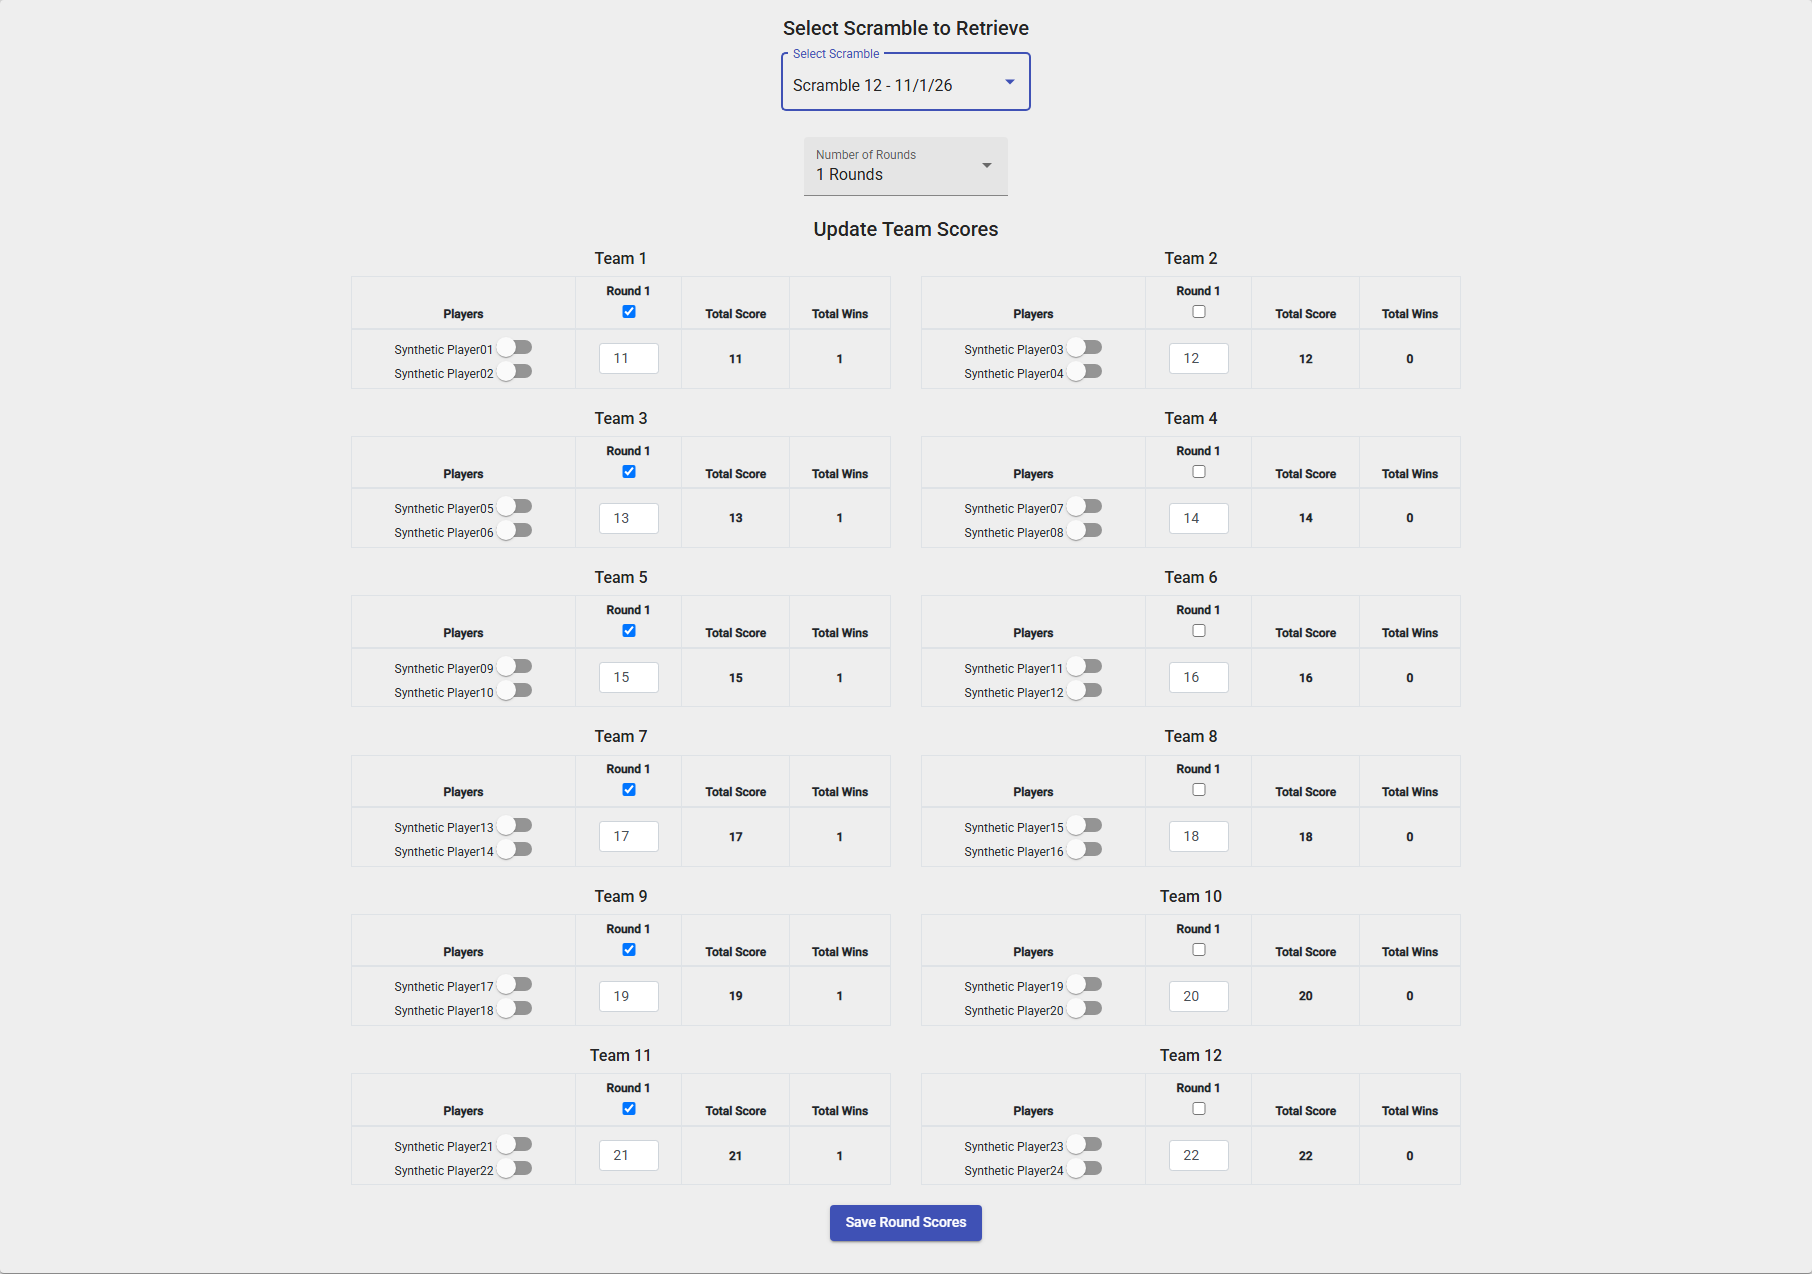 Select Scramble to Retrieve
Select Scramble
Scramble 12 - 11/1/26
Number of Rounds
1 Rounds
Update Team Scores
Team 1
Players Round 1 Total Score Total Wins
Synthetic Player01
Synthetic Player02
11 11 1
Team 2
Players Round 1 Total Score Total Wins
Synthetic Player03
Synthetic Player04
12 12 0
Team 3
Players Round 1 Total Score Total Wins
Synthetic Player05
Synthetic Player06
13 13 1
Team 4
Players Round 1 Total Score Total Wins
Synthetic Player07
Synthetic Player08
14 14 0
Team 5
Players Round 1 Total Score Total Wins
Synthetic Player09
Synthetic Player10
15 15 1
Team 6
Players Round 1 Total Score Total Wins
Synthetic Player11
Synthetic Player12
16 16 0
Team 7
Players Round 1 Total Score Total Wins
Synthetic Player13
Synthetic Player14
17 17 1
Team 8
Players Round 1 Total Score Total Wins
Synthetic Player15
Synthetic Player16
18 18 0
Team 9
Players Round 1 Total Score Total Wins
Synthetic Player17
Synthetic Player18
19 19 1
Team 10
Players Round 1 Total Score Total Wins
Synthetic Player19
Synthetic Player20
20 20 0
Team 11
Players Round 1 Total Score Total Wins
Synthetic Player21
Synthetic Player22
21 21 1
Team 12
Players Round 1 Total Score Total Wins
Synthetic Player23
Synthetic Player24
22 22 0
Save Round Scores